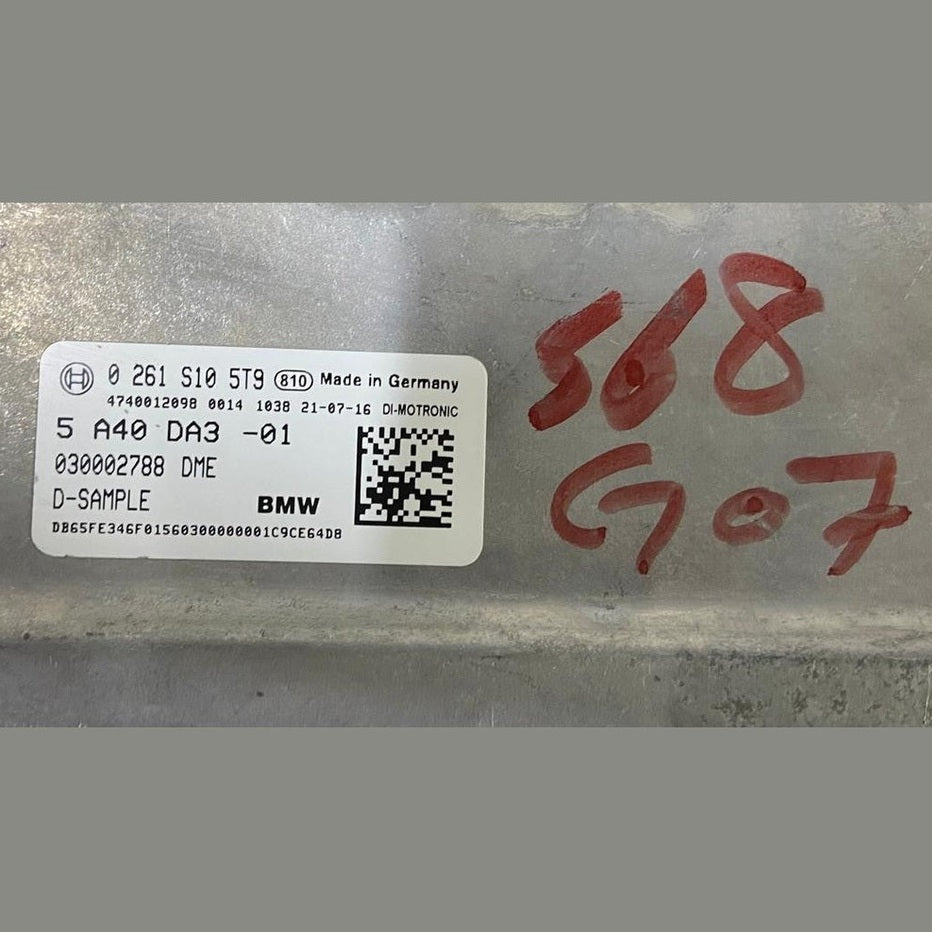 0 261 S10 5T9 810 Made in Germany
4740012098 0014 1038 21-07-16 DI-MOTRONIC
5 A40 DA3 -01
030002788 DME
D-SAMPLE BMW
DB65FE346F01560300000001C9CE64D8
S68
G07